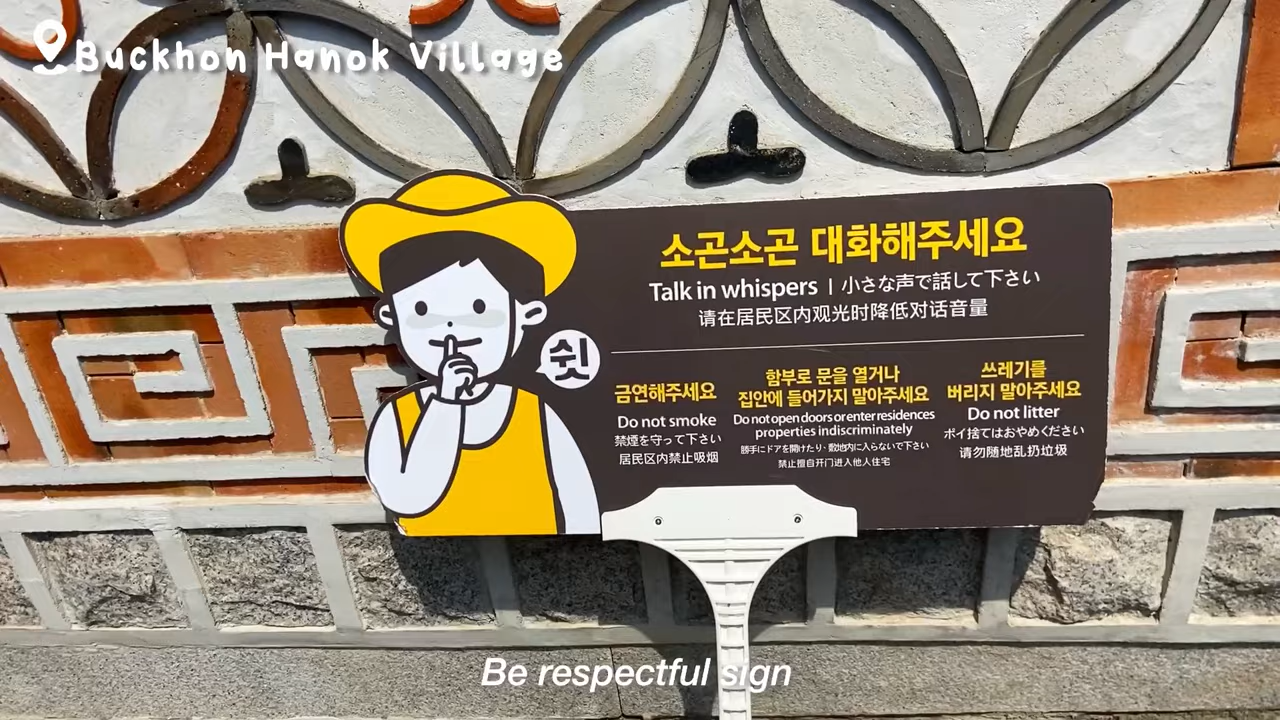 Buckhon Hanok Village
소곤소곤 대화해주세요
Talk in whispers | 小さな声で話して下さい
请在居民区内观光时降低对话音量
쉿
금연해주세요
Do not smoke
禁煙を守って下さい
居民区内禁止吸烟
함부로 문을 열거나
집안에 들어가지 말아주세요
Do not open doors or enter residences
properties indiscriminately
勝手にドアを開けたり·敷地内に入らないで下さい
禁止擅自开门进入他人住宅
쓰레기를
버리지 말아주세요
Do not litter
ポイ捨てはおやめください
请勿随地乱扔垃圾
Be respectful sign